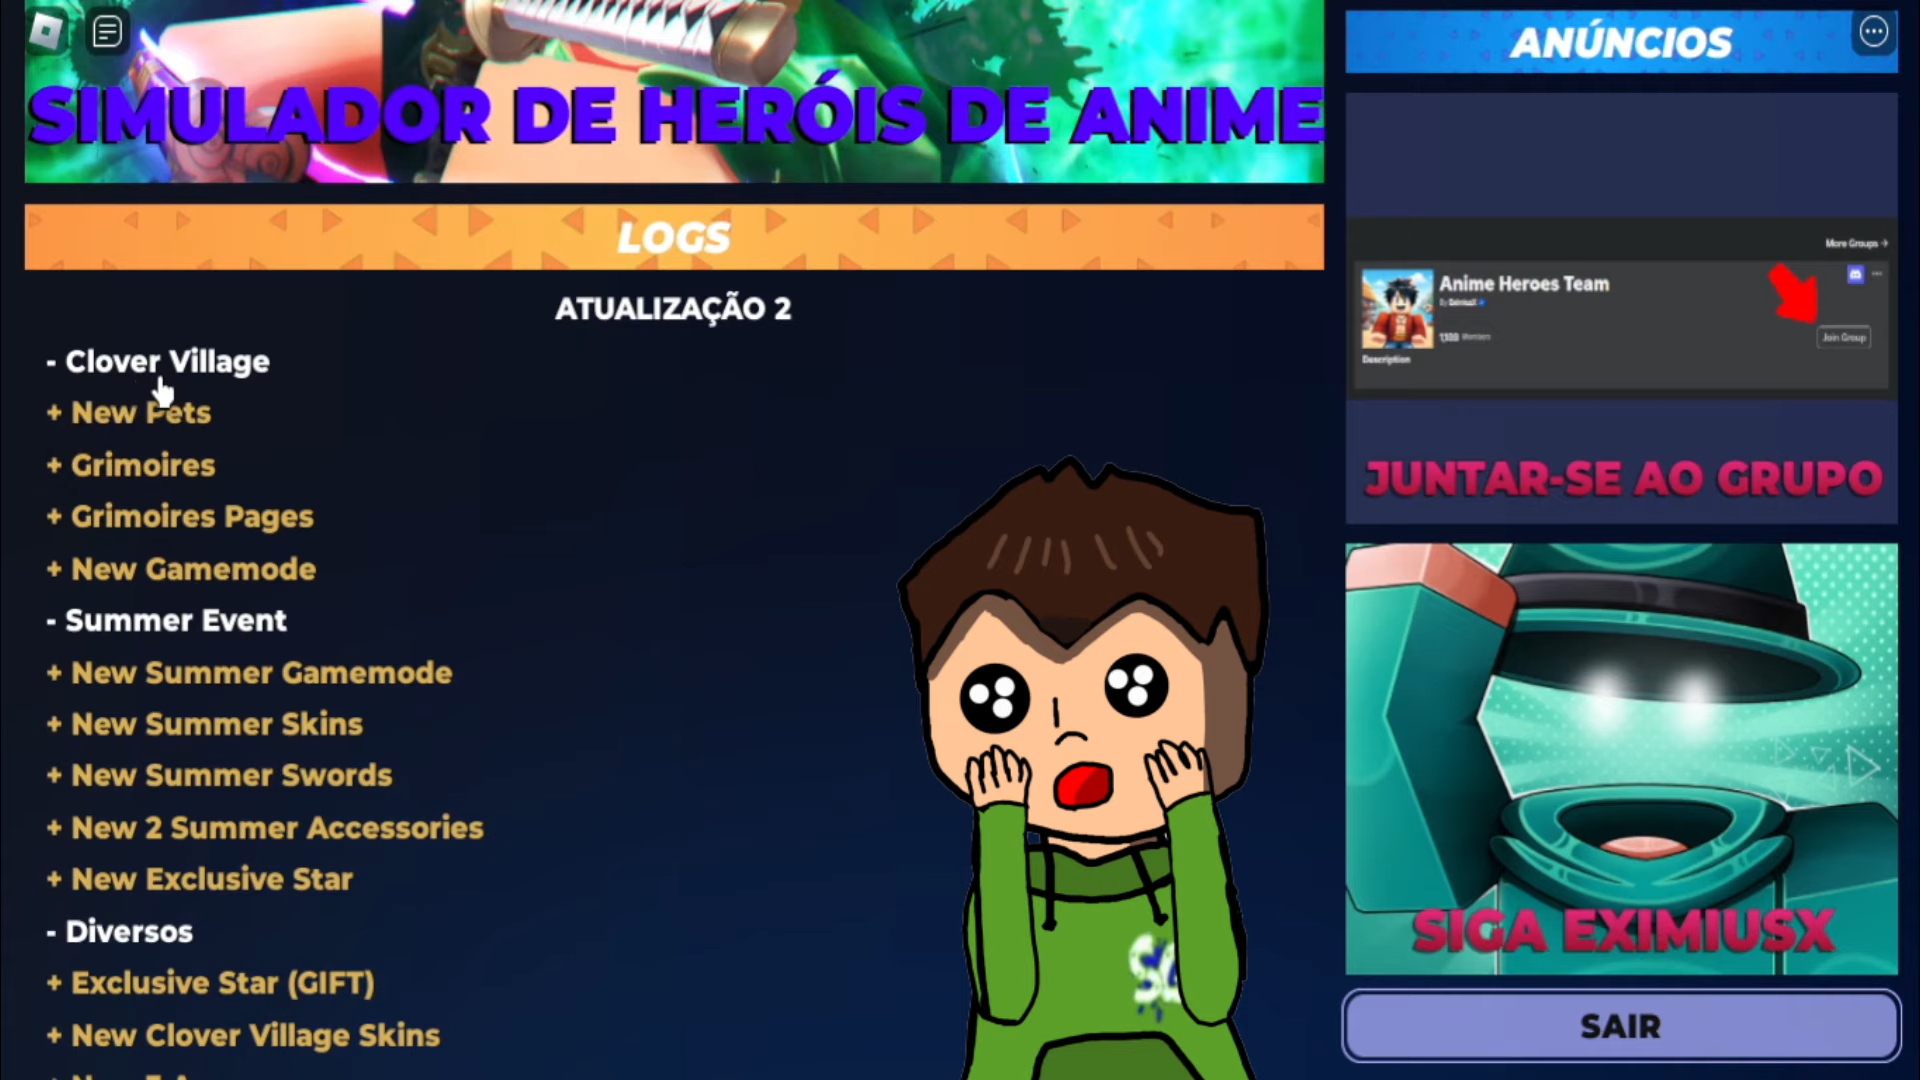 SIMULADOR DE HERÓIS DE ANIME
LOGS
ATUALIZAÇÃO 2
- Clover Village
+ New Pets
+ Grimoires
+ Grimoires Pages
+ New Gamemode
- Summer Event
+ New Summer Gamemode
+ New Summer Skins
+ New Summer Swords
+ New 2 Summer Accessories
+ New Exclusive Star
- Diversos
+ Exclusive Star (GIFT)
+ New Clover Village Skins
ANÚNCIOS
More Groups
Anime Heroes Team
By EximiusX
Members
Join Group
Description
JUNTAR-SE AO GRUPO
SIGA EXIMIUSX
SAIR